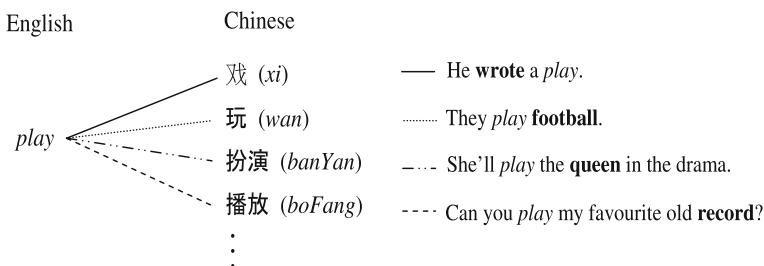 English Chinese
戏 (xi) He wrote a play.
play 玩 (wan) They play football.
扮演 (banYan) She'll play the queen in the drama.
播放 (boFang) Can you play my favourite old record?